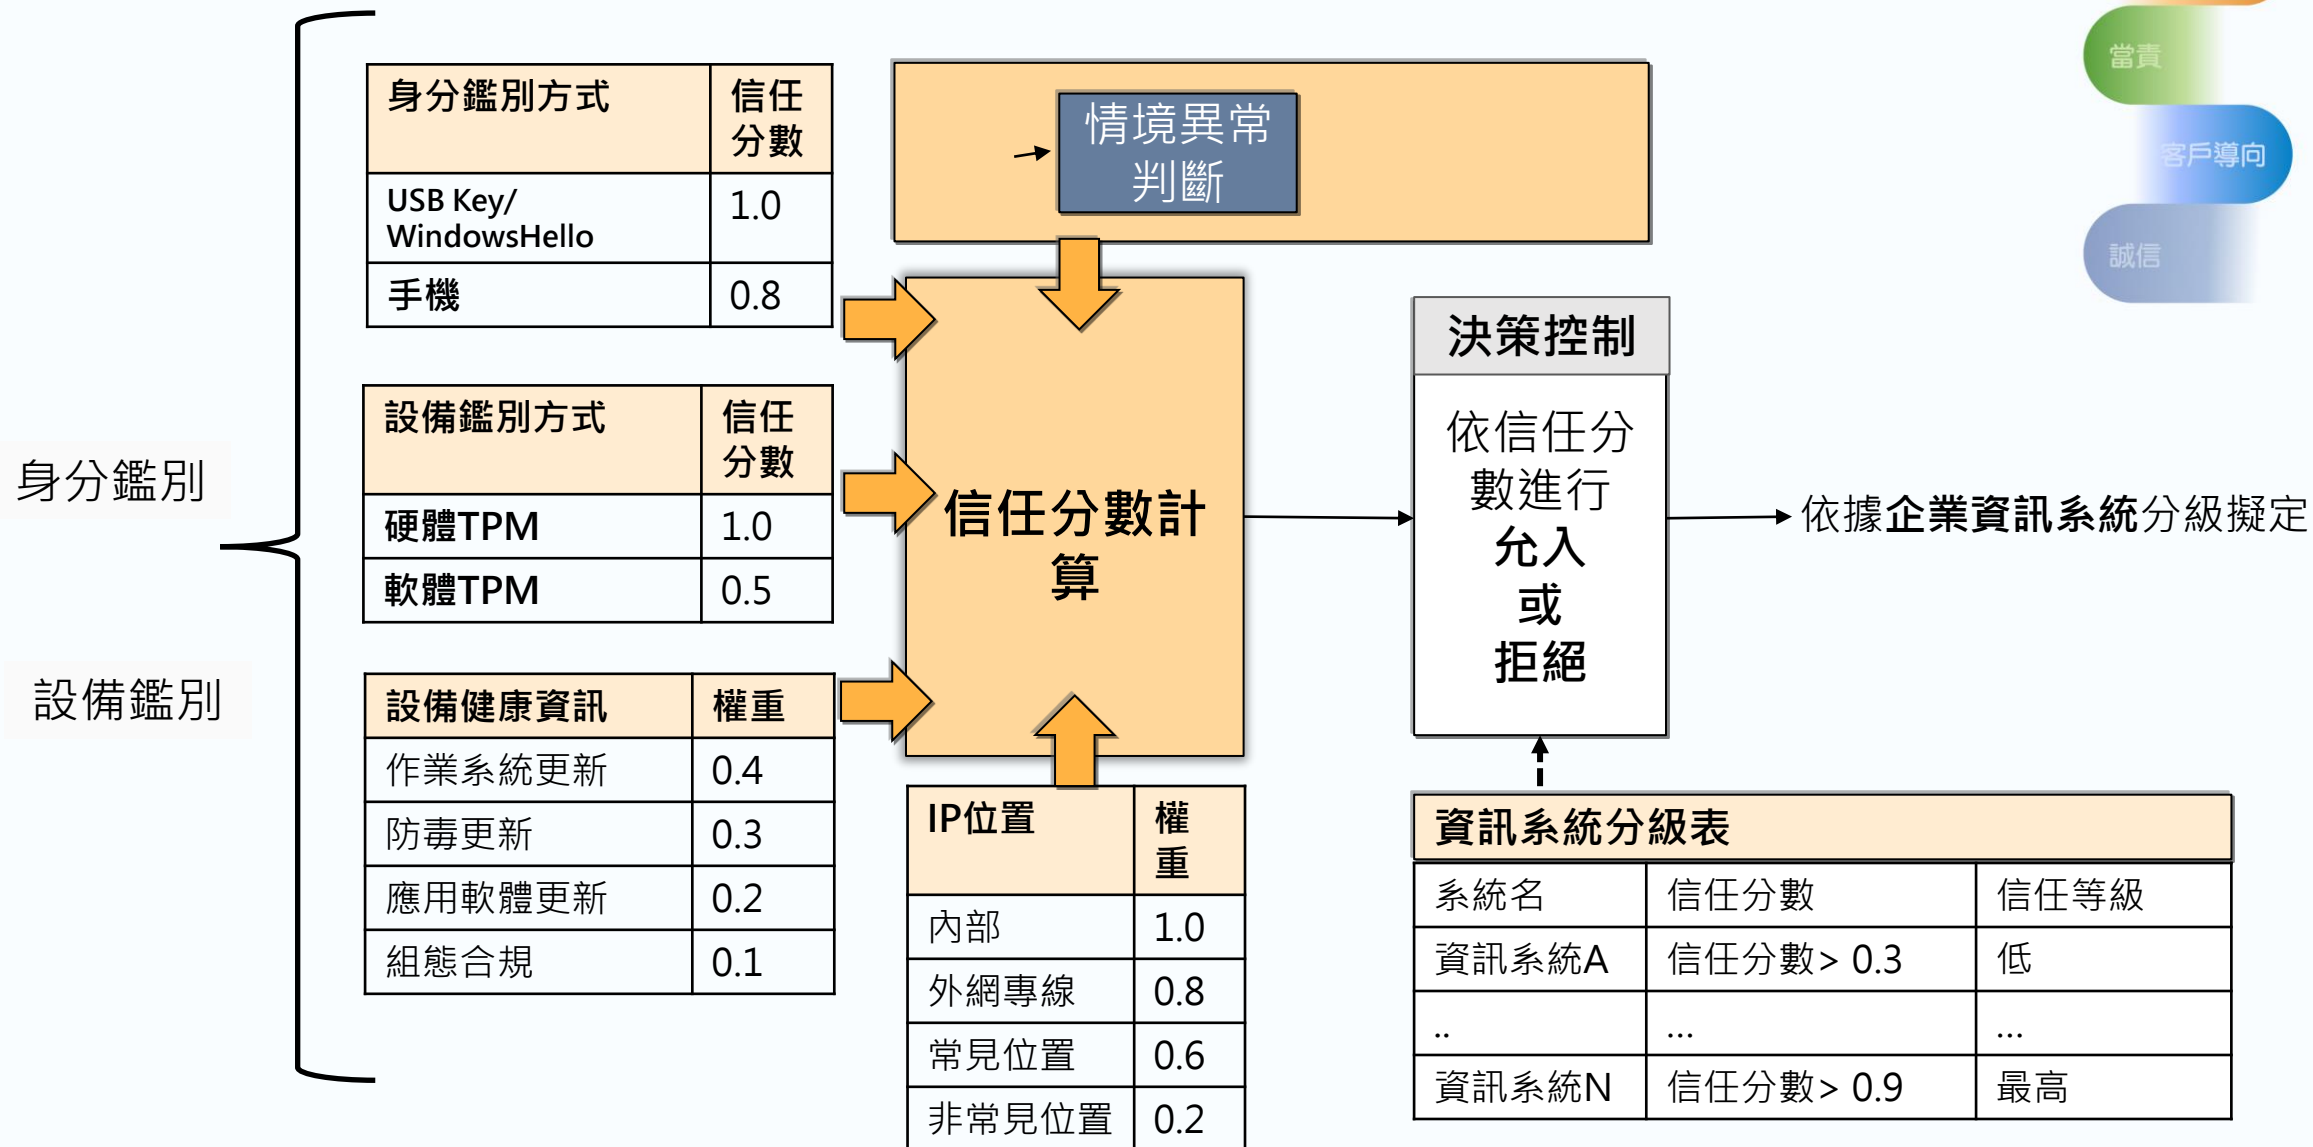 當責
客戶導向
誠信
身分鑑別
設備鑑別
身分鑑別方式
信任
分數
USB Key/
WindowsHello
1.0
手機
0.8
設備鑑別方式
信任
分數
硬體TPM
1.0
軟體TPM
0.5
設備健康資訊
權重
作業系統更新
0.4
防毒更新
0.3
應用軟體更新
0.2
組態合規
0.1
情境異常
判斷
信任分數計
算
IP位置
權
重
內部
1.0
外網專線
0.8
常見位置
0.6
非常見位置
0.2
決策控制
依信任分
數進行
允入
或
拒絕
依據企業資訊系統分級擬定
資訊系統分級表
系統名
信任分數
信任等級
資訊系統A
信任分數> 0.3
低
..
...
...
資訊系統N
信任分數> 0.9
最高